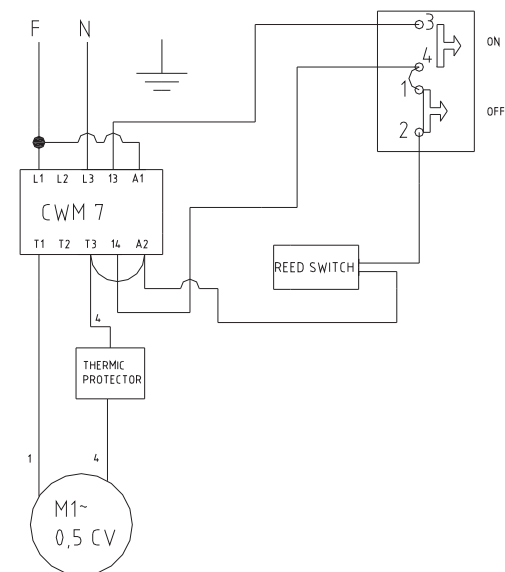 F N
3
ON
4
1
OFF
2
L1 L2 L3 13 A1
CWM 7
T1 T2 T3 14 A2
REED SWITCH
4
THERMIC
PROTECTOR
1 4
M1~
0,5 CV